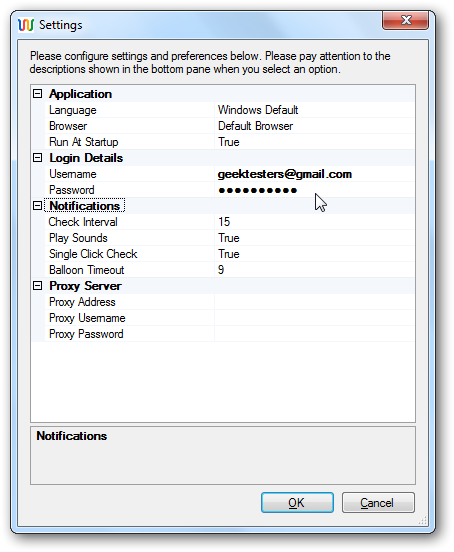 Settings
Please configure settings and preferences below. Please pay attention to the
descriptions shown in the bottom pane when you select an option.
Application
Language Windows Default
Browser Default Browser
Run At Startup True
Login Details
Username geektesters@gmail.com
Password ●●●●●●●●●●
Notifications
Check Interval 15
Play Sounds True
Single Click Check True
Balloon Timeout 9
Proxy Server
Proxy Address
Proxy Username
Proxy Password
Notifications
OK Cancel